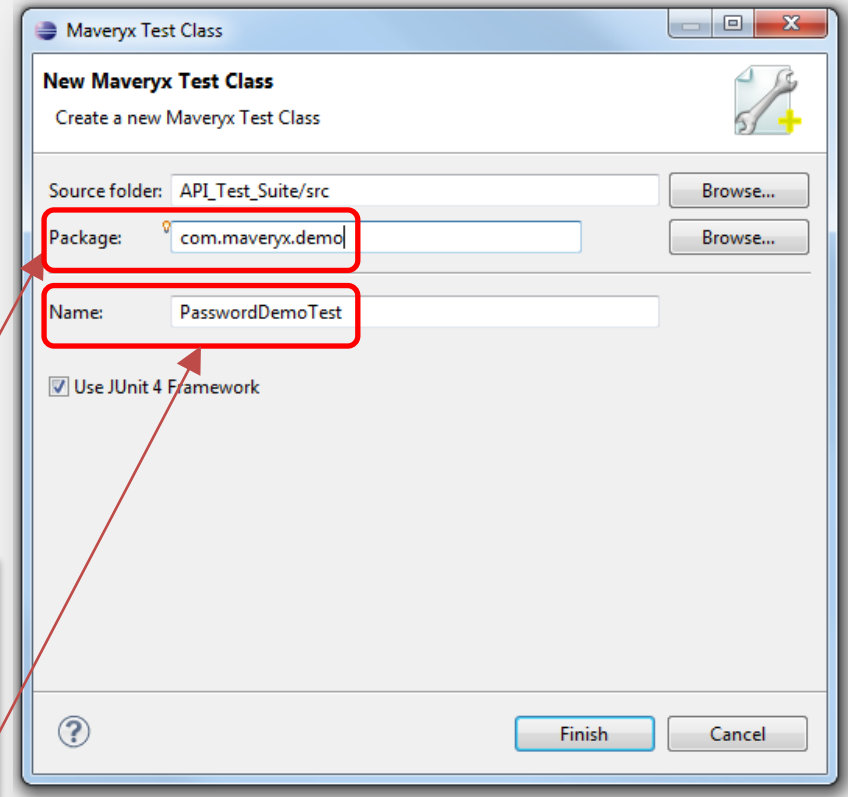 Maveryx Test Class
New Maveryx Test Class
Create a new Maveryx Test Class
Source folder: API_Test_Suite/src Browse...
Package: com.maveryx.demo Browse...
Name: PasswordDemoTest
Use JUnit 4 Framework
Finish Cancel